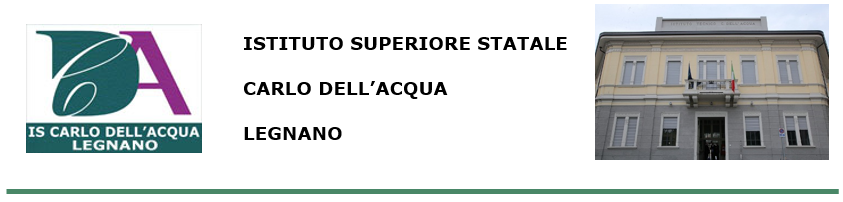 IS CARLO DELL'ACQUA
LEGNANO
ISTITUTO SUPERIORE STATALE
CARLO DELL’ACQUA
LEGNANO